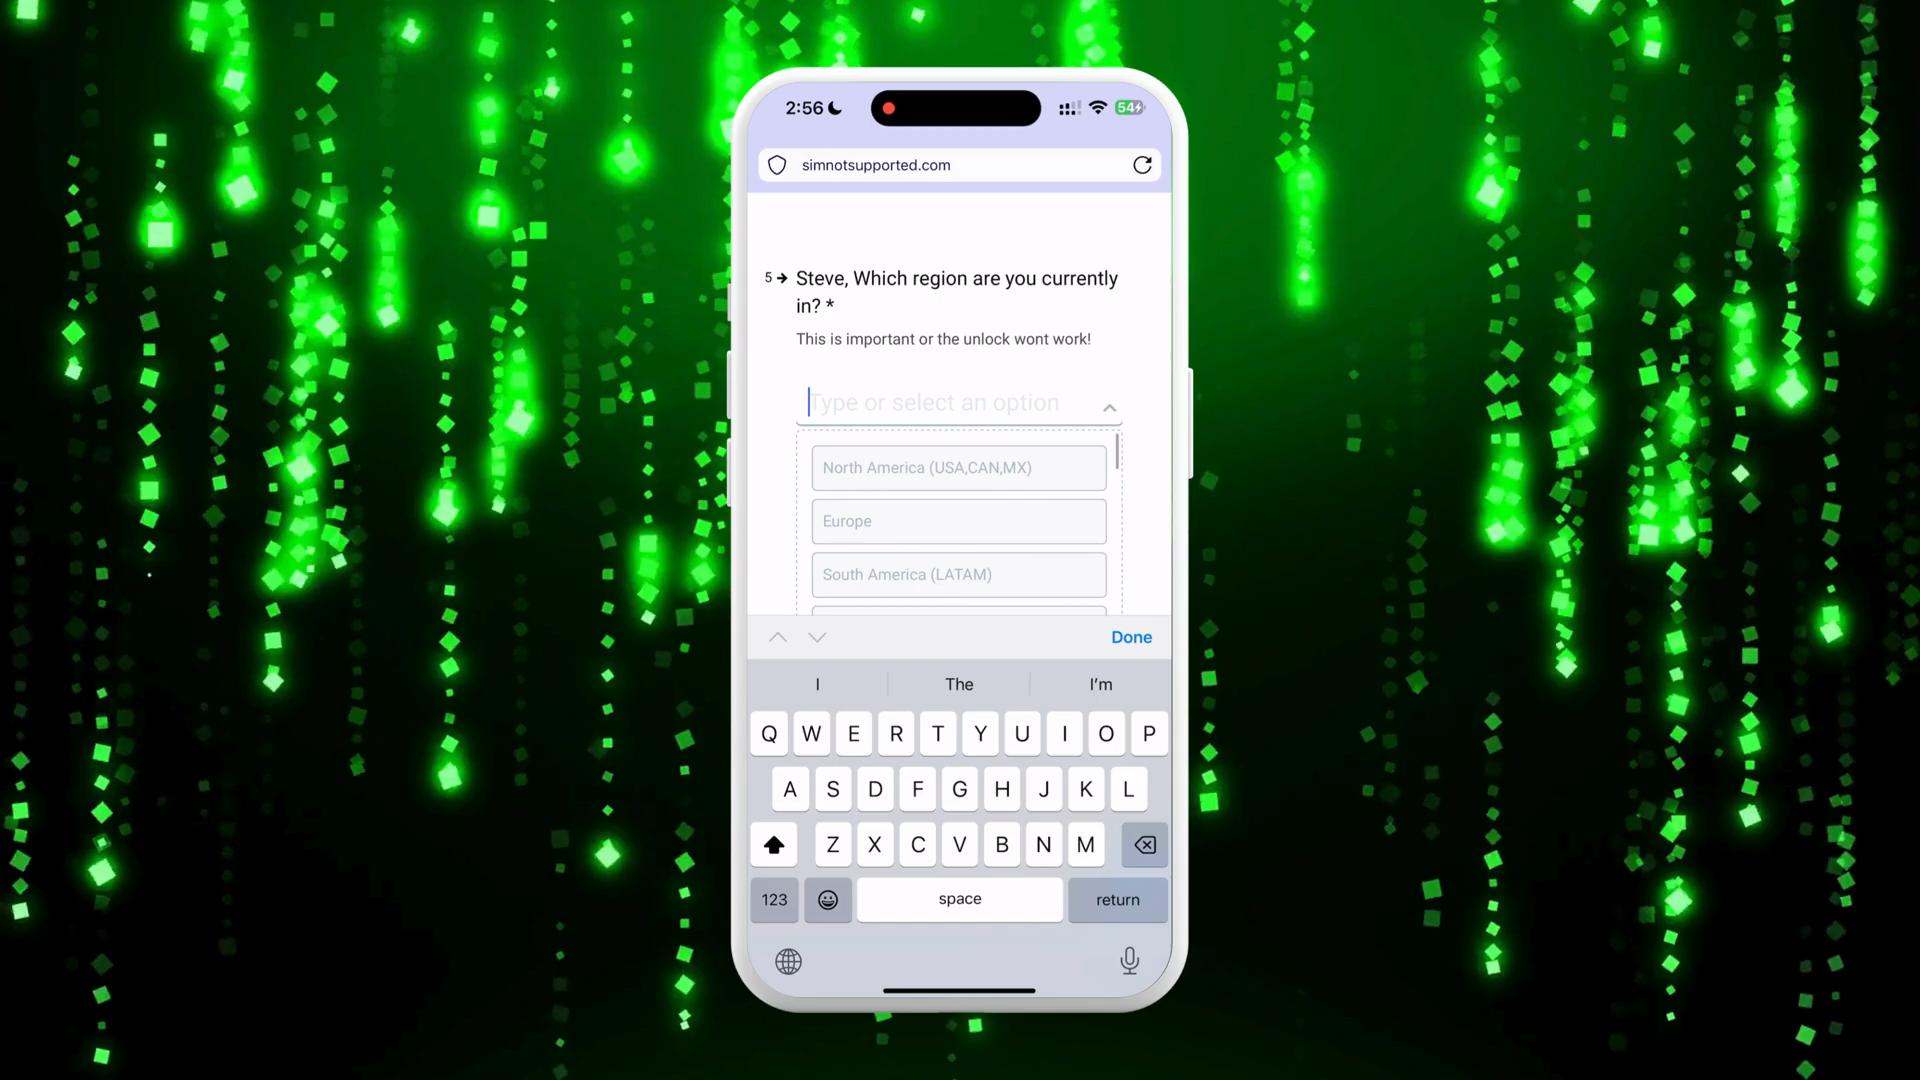 2:56
54
simnotsupported.com
5 Steve, Which region are you currently
in? *
This is important or the unlock wont work!
Type or select an option
North America (USA,CAN,MX)
Europe
South America (LATAM)
Done
I The I'm
Q W E R T Y U I O P
A S D F G H J K L
Z X C V B N M
123 space return